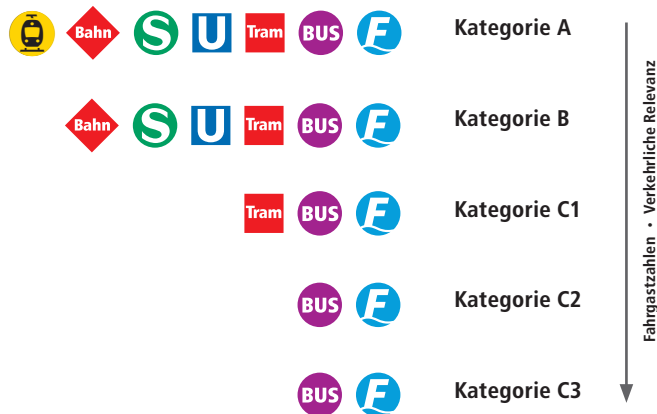 Bahn S U Tram BUS F Kategorie A
Bahn S U Tram BUS F Kategorie B
Tram BUS F Kategorie C1
BUS F Kategorie C2
BUS F Kategorie C3
Fahrgastzahlen • Verkehrliche Relevanz